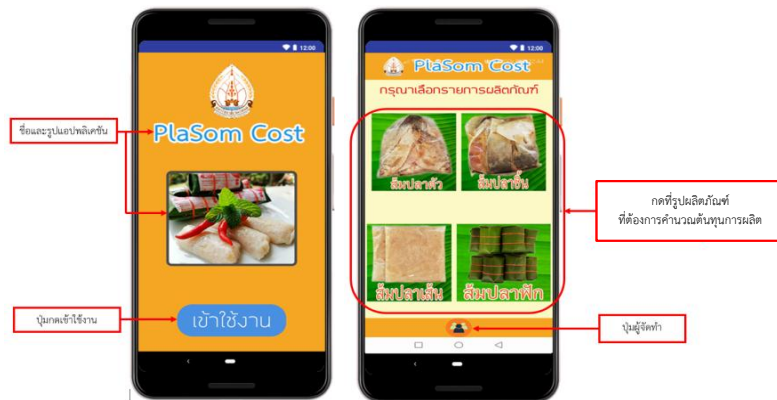 12:00
PlaSom Cost
เข้าใช้งาน
ชื่อและรูปแอปพลิเคชัน
ปุ่มกดเข้าใช้งาน
12:00
PlaSom Cost
กรุณาเลือกรายการผลิตภัณฑ์
ส้มปลาตัว
ส้มปลาชิ้น
ส้มปลาเส้น
ส้มปลาฟัก
กดที่รูปผลิตภัณฑ์
ที่ต้องการคำนวณต้นทุนการผลิต
ปุ่มผู้จัดทำ